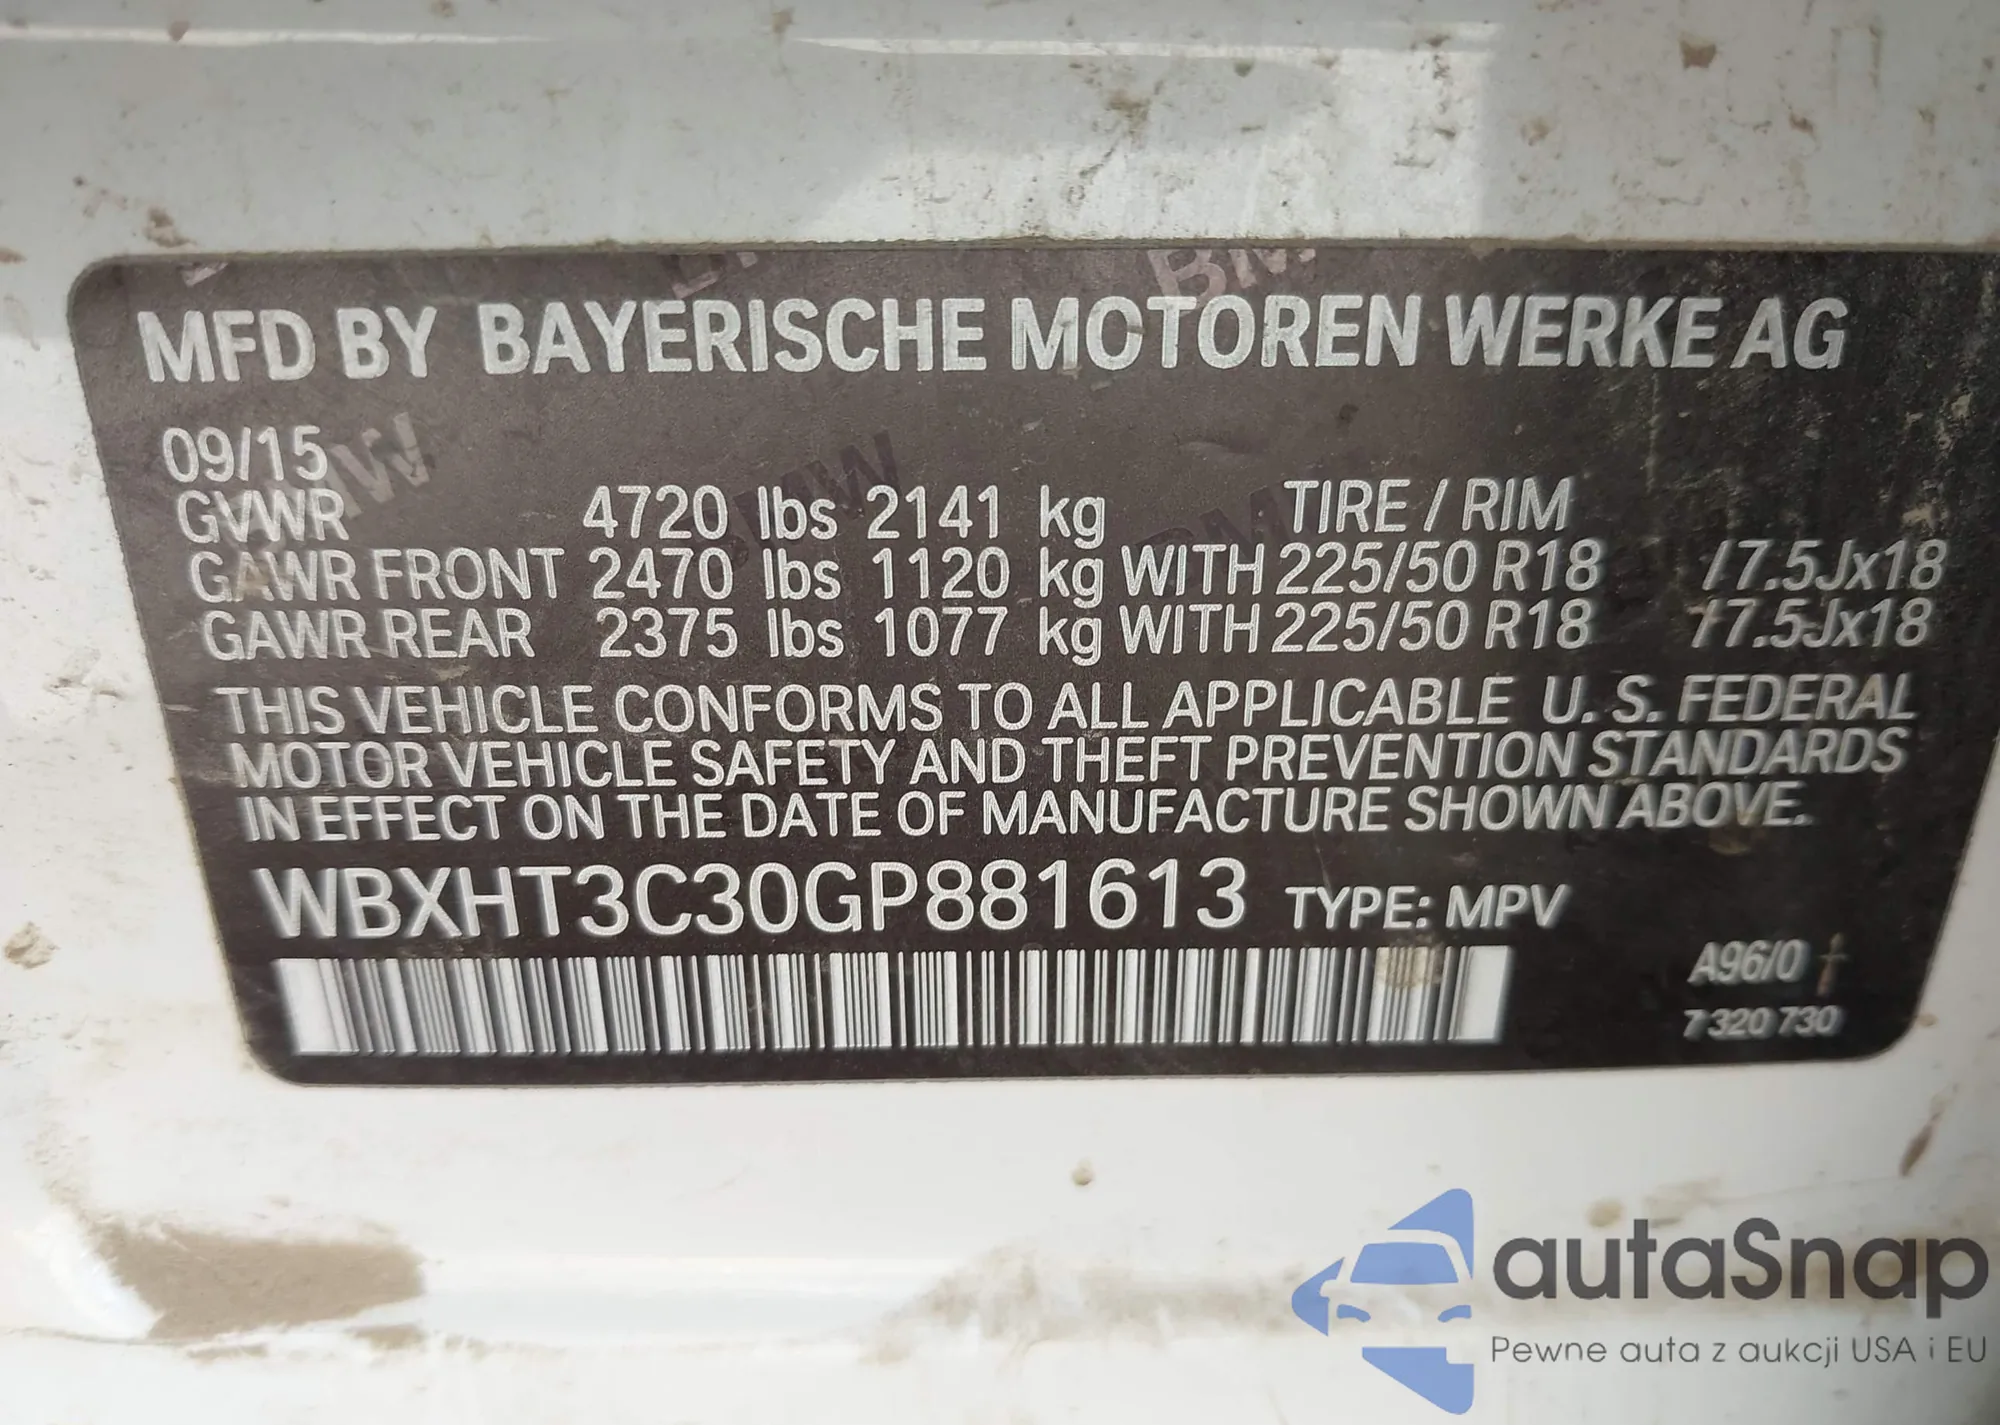 MFD BY BAYERISCHE MOTOREN WERKE AG
09/15
GVWR 4720 lbs 2141 kg TIRE / RIM
GAWR FRONT 2470 lbs 1120 kg WITH 225/50 R18 /7.5Jx18
GAWR REAR 2375 lbs 1077 kg WITH 225/50 R18 /7.5Jx18
THIS VEHICLE CONFORMS TO ALL APPLICABLE U. S. FEDERAL
MOTOR VEHICLE SAFETY AND THEFT PREVENTION STANDARDS
IN EFFECT ON THE DATE OF MANUFACTURE SHOWN ABOVE.
WBXHT3C30GP881613 TYPE: MPV
A96/0
7 320 730
autaSnap
Pewne auta z aukcji USA i EU